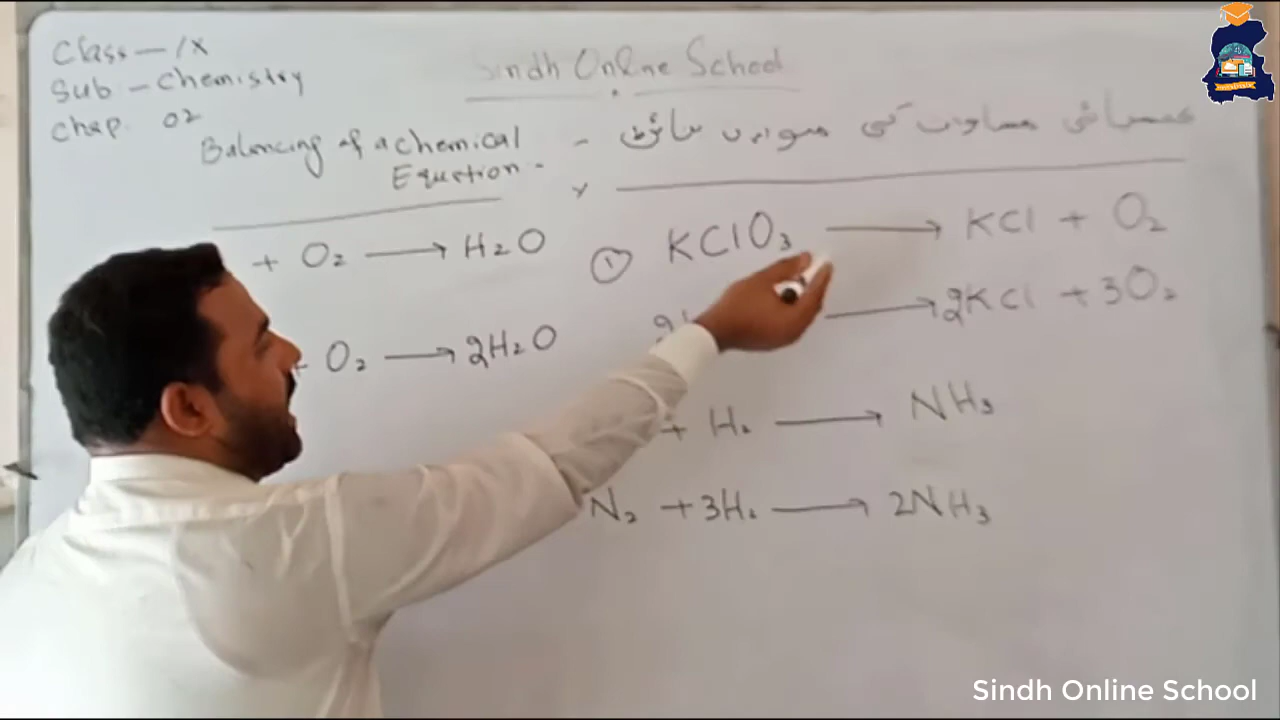 Class — IX
Sub — Chemistry
Chap. 02
Sindh Online School
Balancing of a chemical
Equction -
+ O₂ ⟶ H₂O
+ O₂ ⟶ 2H₂O
① KClO₃ ⟶ KCl + O₂
⟶ 2KCl + 3O₂
+ H₂ ⟶ NH₃
N₂ + 3H₂ ⟶ 2NH₃
Sindh Online School